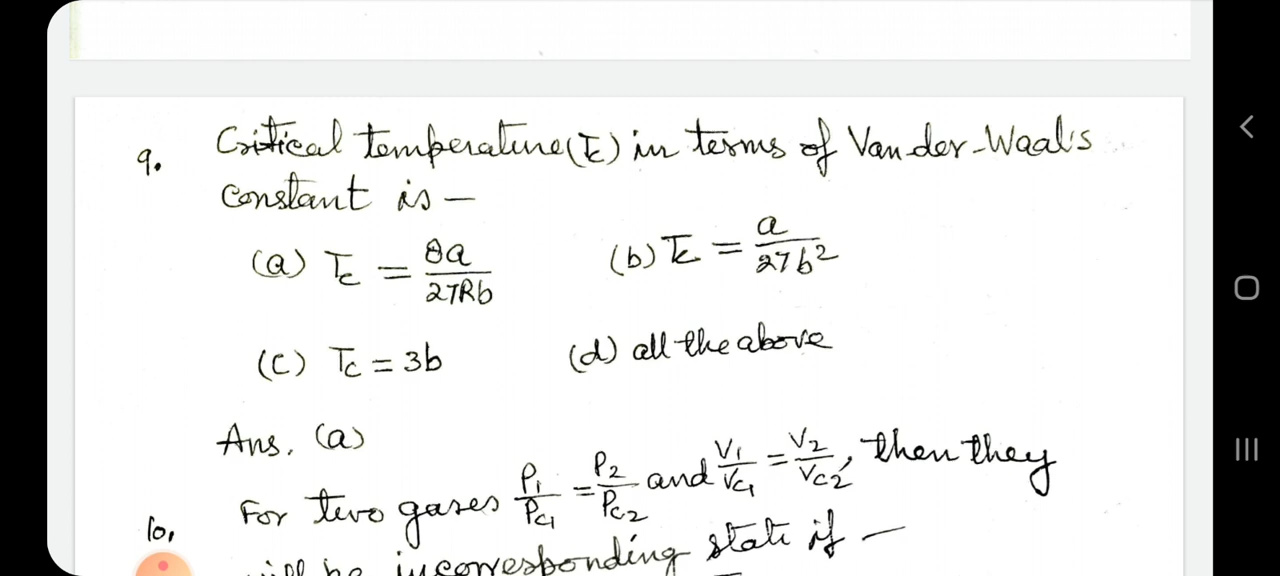 9. Critical temperature (Tc) in terms of Van der-Waal's
constant is —
(a) Tc = 8a/27Rb (b) Tc = a/27b²
(c) Tc = 3b (d) all the above
Ans. (a)
10. For two gases P₁/Pc₁ = P₂/Pc₂ and V₁/Vc₁ = V₂/Vc₂, then they
will be in corresponding state if —